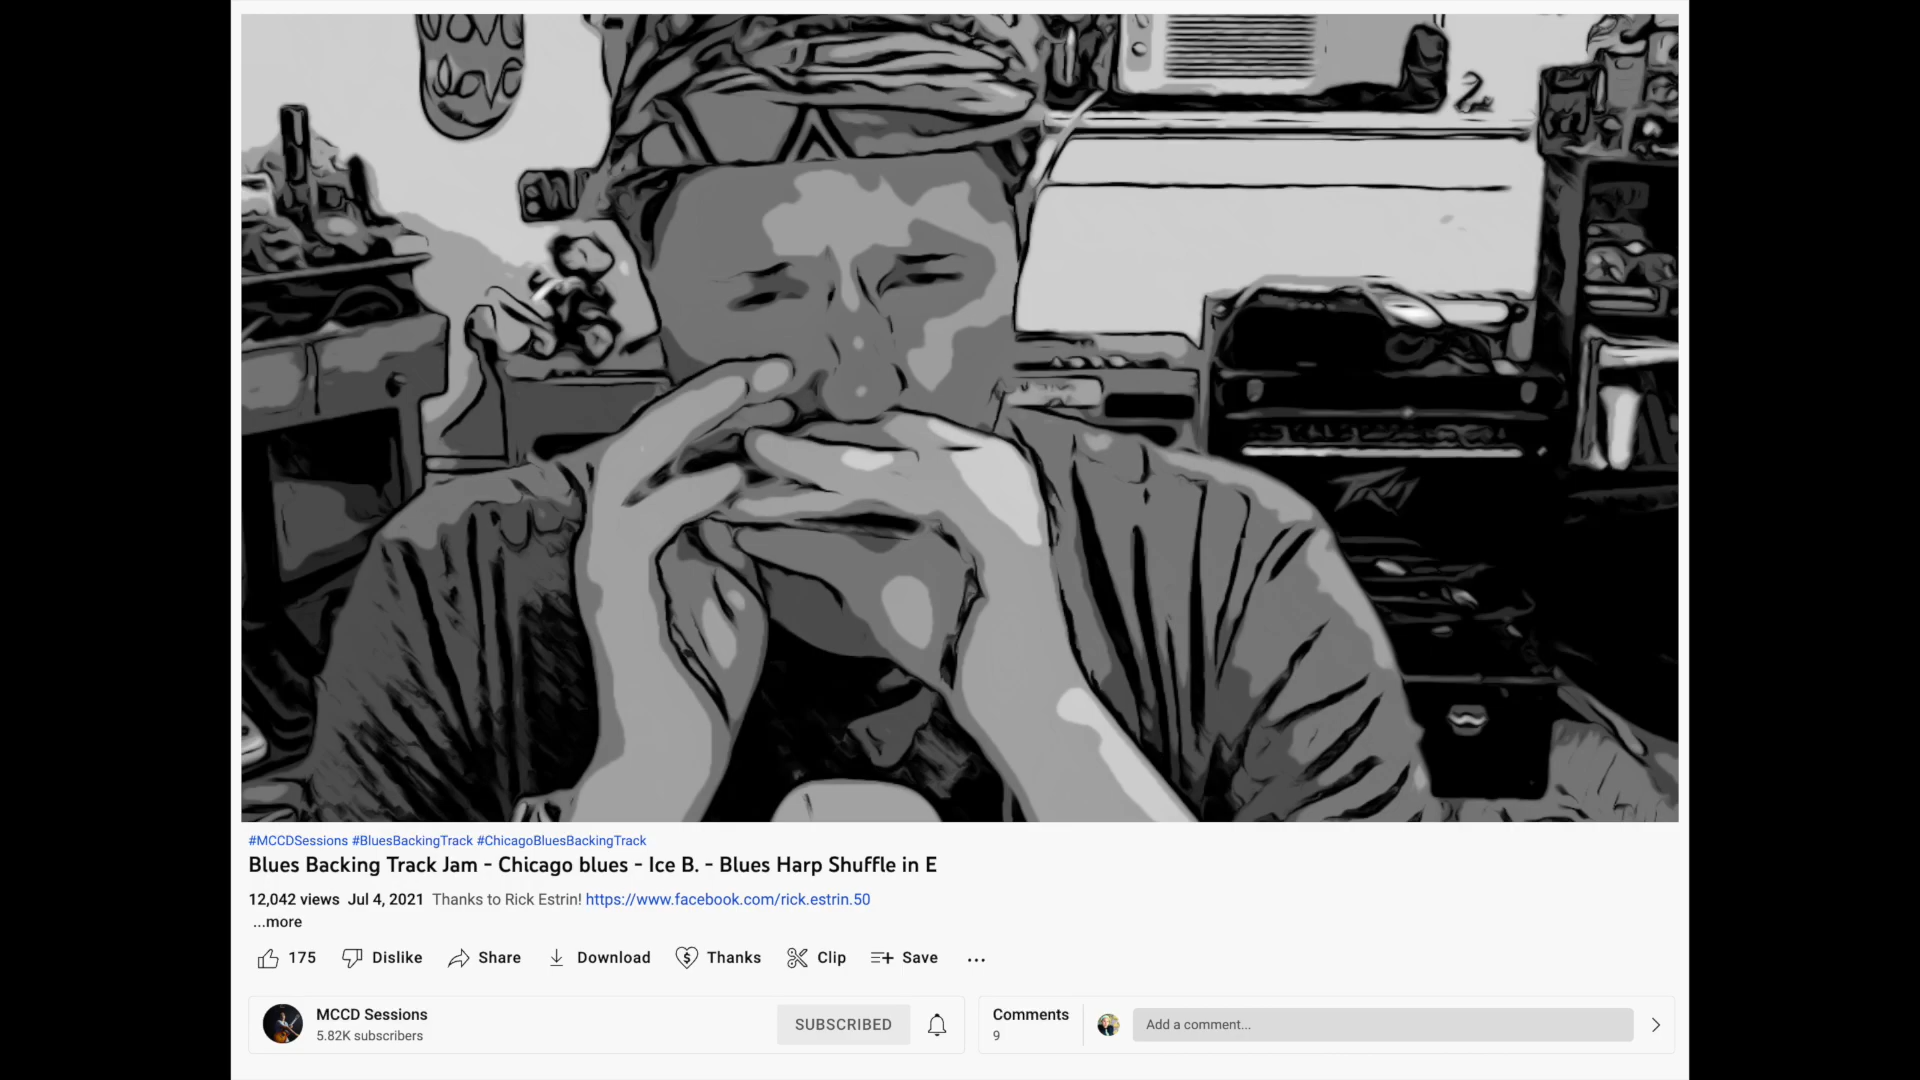 love
love
#MCCDSessions #BluesBackingTrack #ChicagoBluesBackingTrack
Blues Backing Track Jam - Chicago blues - Ice B. - Blues Harp Shuffle in E
12,042 views Jul 4, 2021 Thanks to Rick Estrin! https://www.facebook.com/rick.estrin.50
...more
175 Dislike Share Download Thanks Clip Save ...
MCCD Sessions
5.82K subscribers
SUBSCRIBED
Comments
9
Add a comment...